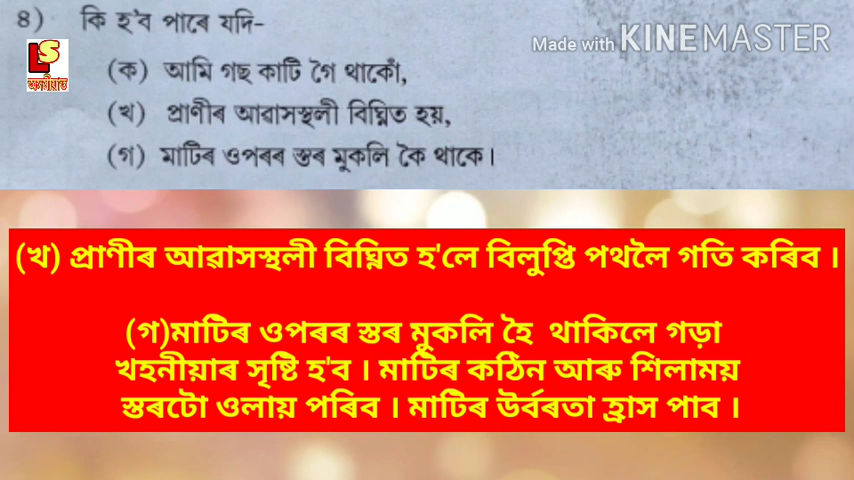 ৪) কি হ'ব পাৰে যদি-
Made with KINEMASTER
LS
অসমীয়াত
(ক) আমি গছ কাটি গৈ থাকোঁ,
(খ) প্ৰাণীৰ আৱাসস্থলী বিঘ্নিত হয়,
(গ) মাটিৰ ওপৰৰ স্তৰ মুকলি কৈ থাকে।
(খ) প্ৰাণীৰ আৱাসস্থলী বিঘ্নিত হ'লে বিলুপ্তি পথলৈ গতি কৰিব ।
(গ)মাটিৰ ওপৰৰ স্তৰ মুকলি হৈ থাকিলে গড়া
খহনীয়াৰ সৃষ্টি হ'ব । মাটিৰ কঠিন আৰু শিলাময়
স্তৰটো ওলায় পৰিব । মাটিৰ উৰ্বৰতা হ্ৰাস পাব ।